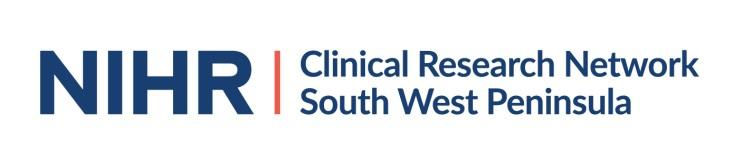 NIHR
Clinical Research Network
South West Peninsula